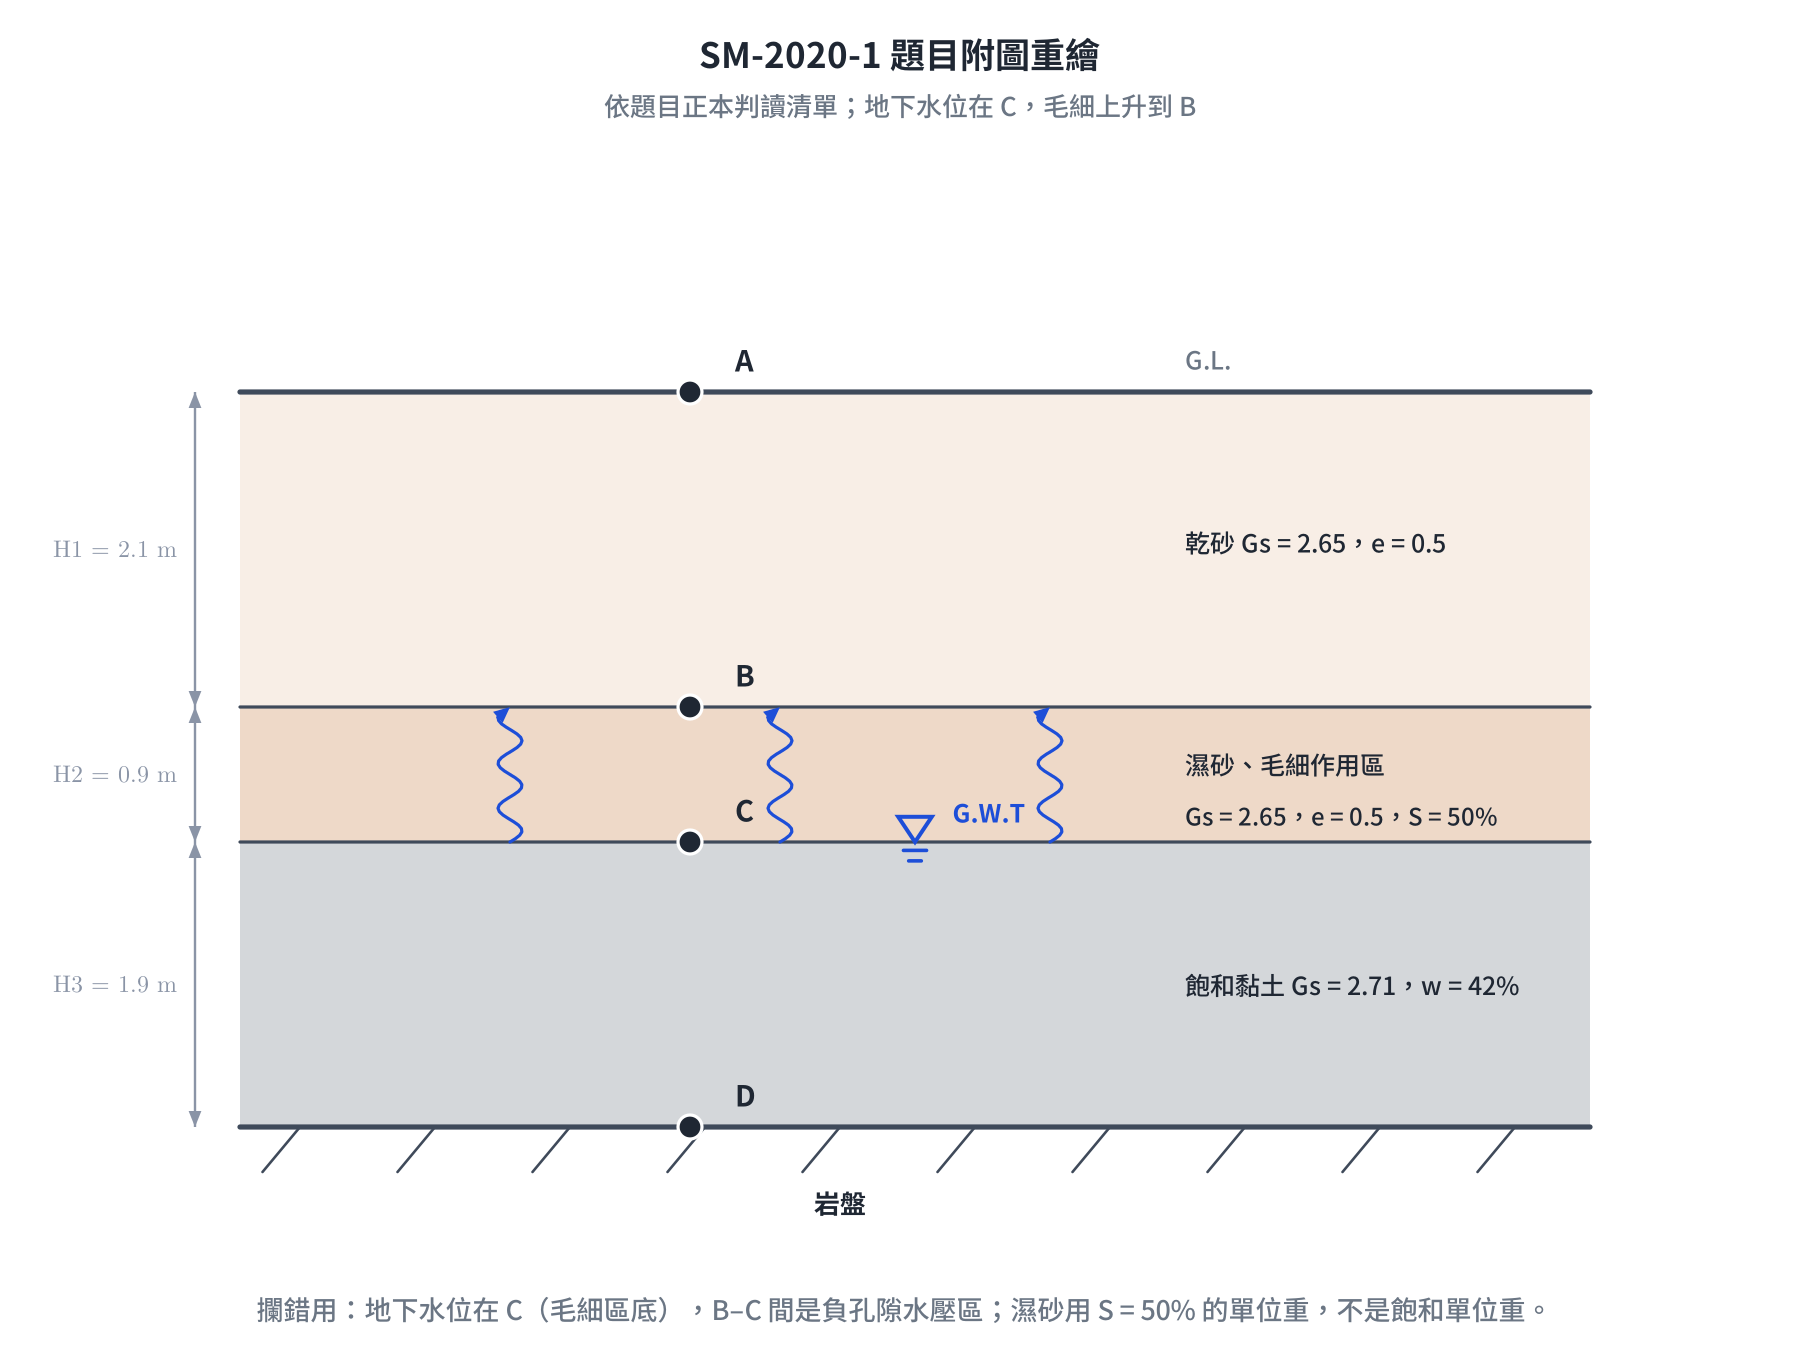 SM-2020-1 題目附圖重繪
依題目正本判讀清單；地下水位在 C，毛細上升到 B
A
G.L.
H1 = 2.1 m
乾砂 Gs = 2.65，e = 0.5
B
H2 = 0.9 m
濕砂、毛細作用區
C
G.W.T
Gs = 2.65，e = 0.5，S = 50%
H3 = 1.9 m
飽和黏土 Gs = 2.71，w = 42%
D
岩盤
攔錯用：地下水位在 C（毛細區底），B–C 間是負孔隙水壓區；濕砂用 S = 50% 的單位重，不是飽和單位重。